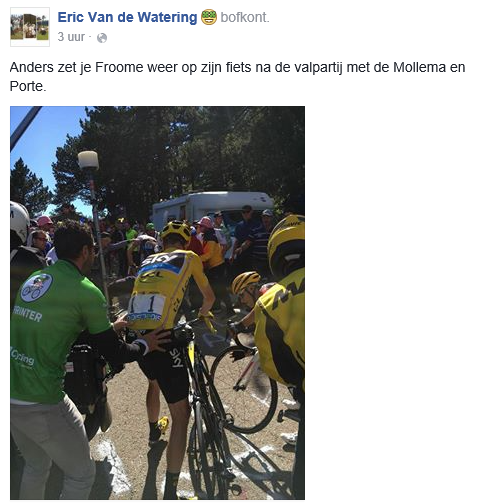 Eric Van de Watering bofkont.
3 uur ·
Anders zet je Froome weer op zijn fiets na de valpartij met de Mollema en
Porte.
SKY
1
SKY